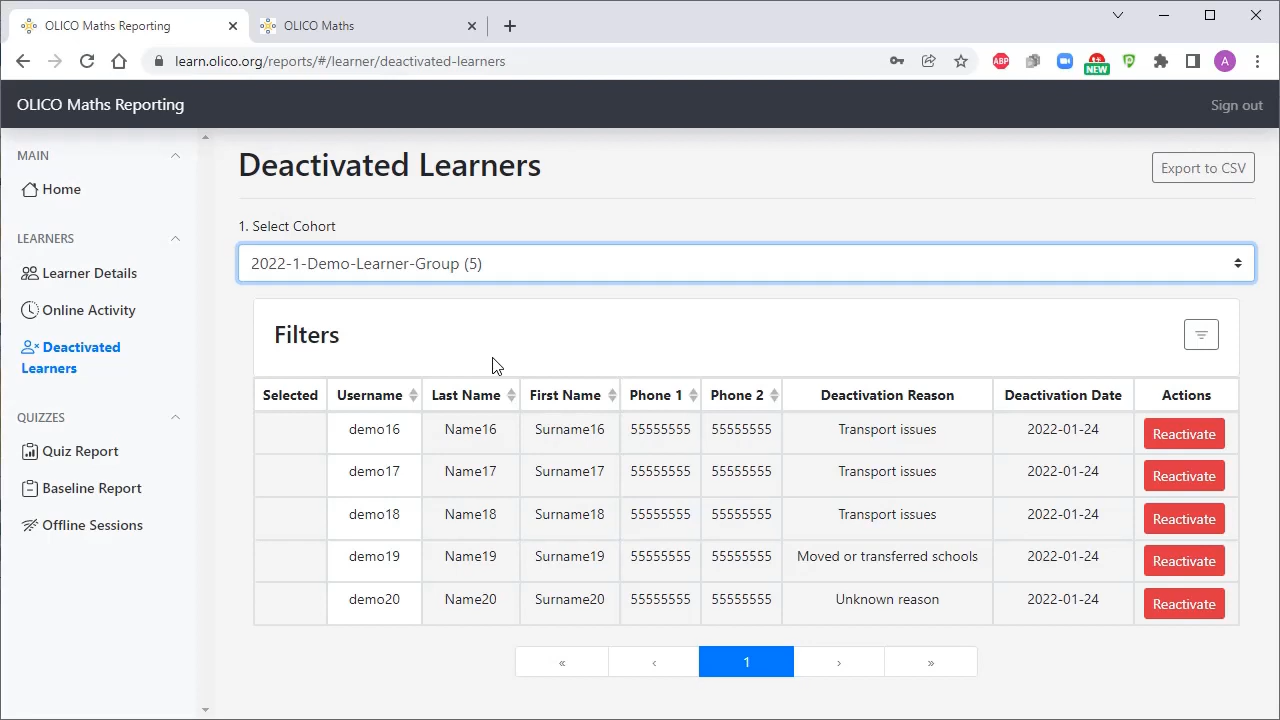 OLICO Maths Reporting
OLICO Maths
learn.olico.org/reports/#/learner/deactivated-learners
ABP
NEW
A
OLICO Maths Reporting
Sign out
MAIN
Home
LEARNERS
Learner Details
Online Activity
Deactivated
Learners
QUIZZES
Quiz Report
Baseline Report
Offline Sessions
Deactivated Learners
Export to CSV
1. Select Cohort
2022-1-Demo-Learner-Group (5)
Filters
Selected Username Last Name First Name Phone 1 Phone 2 Deactivation Reason Deactivation Date Actions
demo16 Name16 Surname16 55555555 55555555 Transport issues 2022-01-24 Reactivate
demo17 Name17 Surname17 55555555 55555555 Transport issues 2022-01-24 Reactivate
demo18 Name18 Surname18 55555555 55555555 Transport issues 2022-01-24 Reactivate
demo19 Name19 Surname19 55555555 55555555 Moved or transferred schools 2022-01-24 Reactivate
demo20 Name20 Surname20 55555555 55555555 Unknown reason 2022-01-24 Reactivate
« ‹ 1 › »